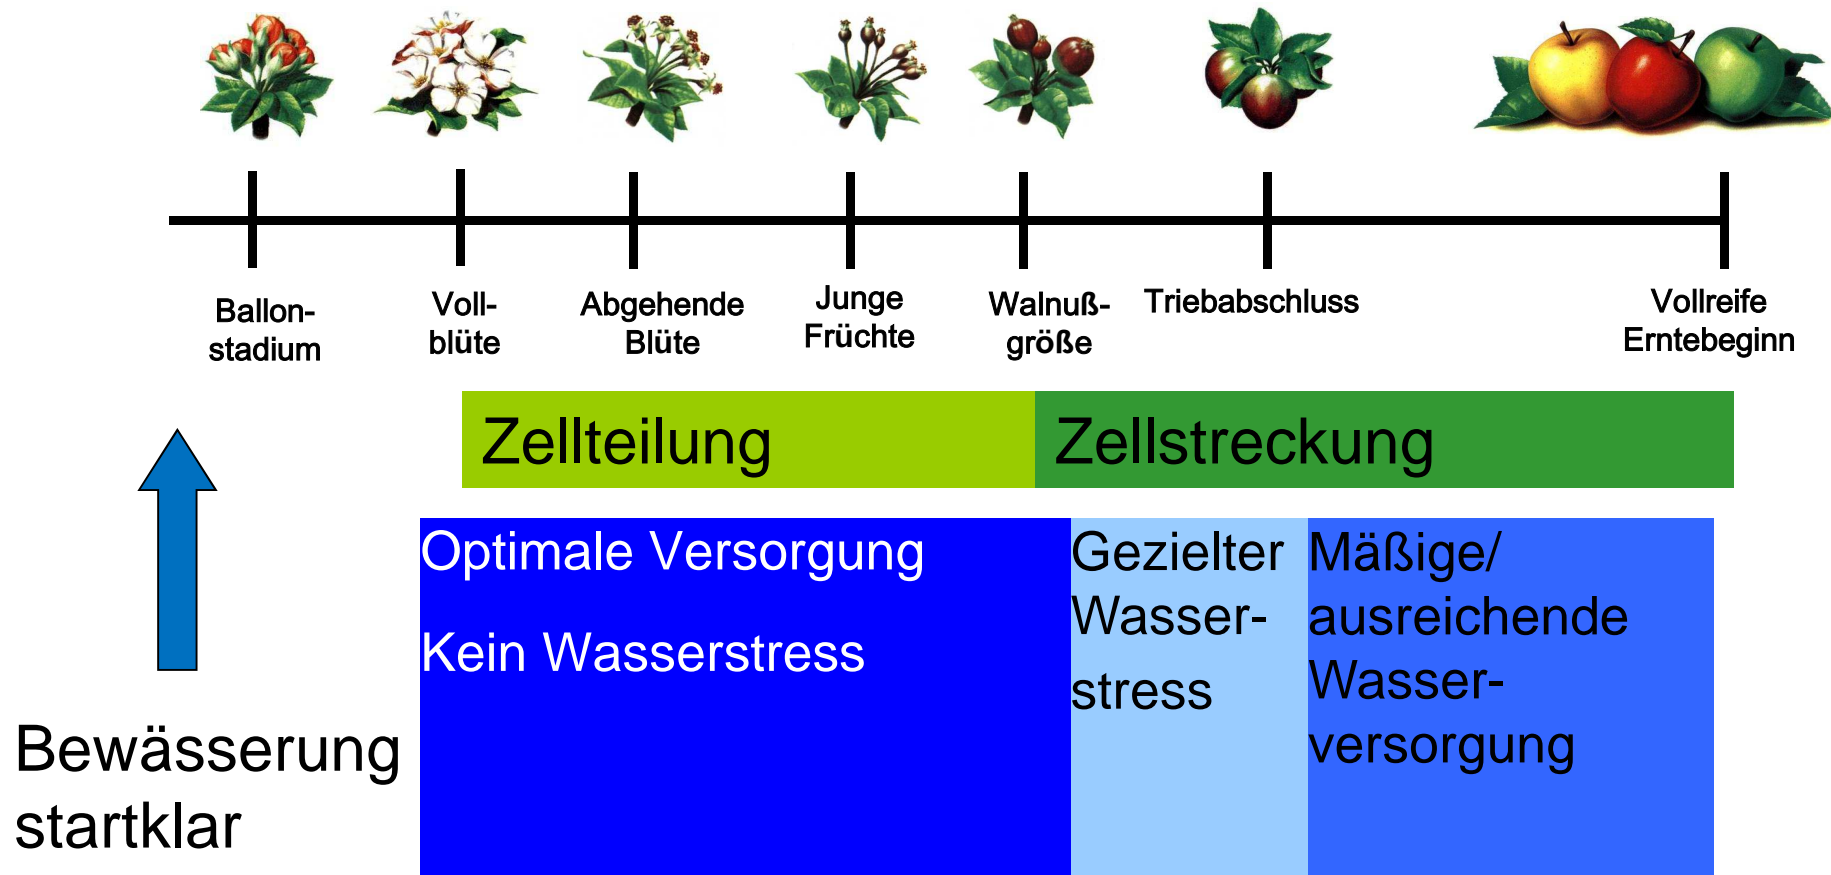 Ballon-
stadium
Voll-
blüte
Abgehende
Blüte
Junge
Früchte
Walnuß-
größe
Triebabschluss
Vollreife
Erntebeginn
Zellteilung
Zellstreckung
Optimale Versorgung
Kein Wasserstress
Gezielter
Wasser-
stress
Mäßige/
ausreichende
Wasser-
versorgung
Bewässerung
startklar